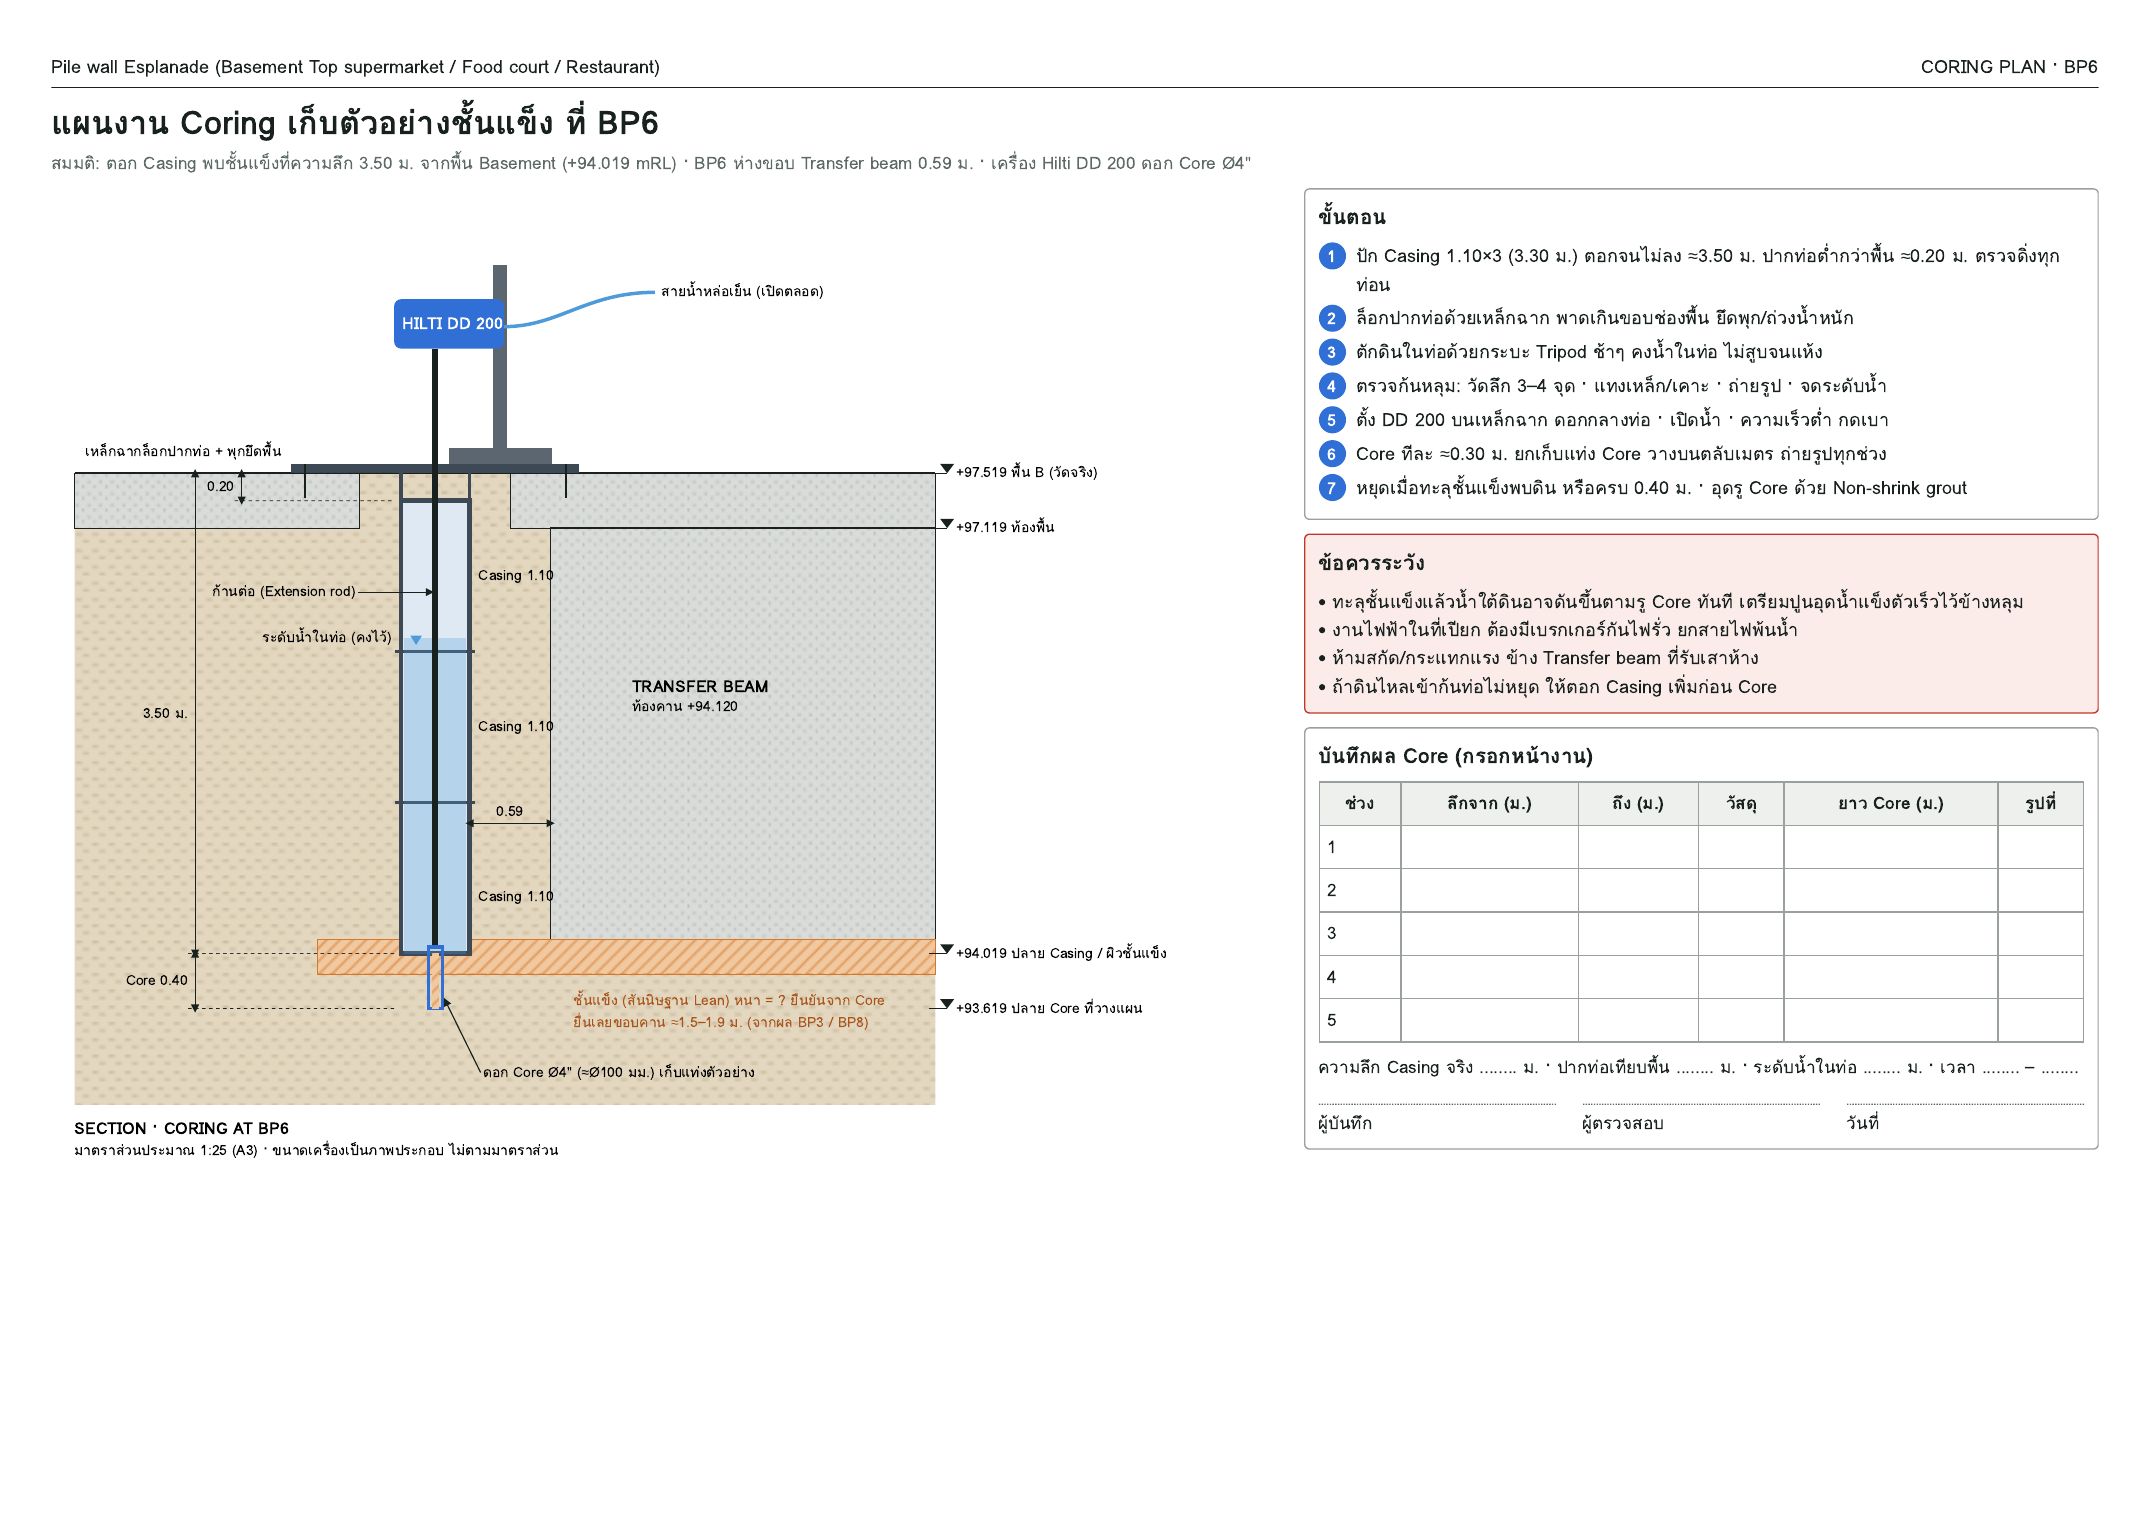 Pile wall Esplanade (Basement Top supermarket / Food court / Restaurant)
CORING PLAN · BP6
แผนงาน Coring เก็บตัวอย่างชั้นแข็ง ที่ BP6
สมมติ: ตอก Casing พบชั้นแข็งที่ความลึก 3.50 ม. จากพื้น Basement (+94.019 mRL) · BP6 ห่างขอบ Transfer beam 0.59 ม. · เครื่อง Hilti DD 200 ดอก Core Ø4"
สายน้ำหล่อเย็น (เปิดตลอด)
HILTI DD 200
เหล็กฉากล็อกปากท่อ + พุกยึดพื้น
0.20
+97.519 พื้น B (วัดจริง)
+97.119 ท้องพื้น
Casing 1.10
ก้านต่อ (Extension rod)
ระดับน้ำในท่อ (คงไว้)
TRANSFER BEAM
ท้องคาน +94.120
3.50 ม.
Casing 1.10
0.59
Casing 1.10
+94.019 ปลาย Casing / ผิวชั้นแข็ง
Core 0.40
ชั้นแข็ง (สันนิษฐาน Lean) หนา = ? ยืนยันจาก Core
ยื่นเลยขอบคาน ≈1.5–1.9 ม. (จากผล BP3 / BP8)
+93.619 ปลาย Core ที่วางแผน
ดอก Core Ø4" (≈Ø100 มม.) เก็บแท่งตัวอย่าง
SECTION · CORING AT BP6
มาตราส่วนประมาณ 1:25 (A3) · ขนาดเครื่องเป็นภาพประกอบ ไม่ตามมาตราส่วน
ขั้นตอน
1 ปัก Casing 1.10×3 (3.30 ม.) ตอกจนไม่ลง ≈3.50 ม. ปากท่อต่ำกว่าพื้น ≈0.20 ม. ตรวจดิ่งทุก
ท่อน
2 ล็อกปากท่อด้วยเหล็กฉาก พาดเกินขอบช่องพื้น ยึดพุก/ถ่วงน้ำหนัก
3 ตักดินในท่อด้วยกระบะ Tripod ช้าๆ คงน้ำในท่อ ไม่สูบจนแห้ง
4 ตรวจก้นหลุม: วัดลึก 3–4 จุด · แทงเหล็ก/เคาะ · ถ่ายรูป · จดระดับน้ำ
5 ตั้ง DD 200 บนเหล็กฉาก ดอกกลางท่อ · เปิดน้ำ · ความเร็วต่ำ กดเบา
6 Core ทีละ ≈0.30 ม. ยกเก็บแท่ง Core วางบนตลับเมตร ถ่ายรูปทุกช่วง
7 หยุดเมื่อทะลุชั้นแข็งพบดิน หรือครบ 0.40 ม. · อุดรู Core ด้วย Non-shrink grout
ข้อควรระวัง
• ทะลุชั้นแข็งแล้วน้ำใต้ดินอาจดันขึ้นตามรู Core ทันที เตรียมปูนอุดน้ำแข็งตัวเร็วไว้ข้างหลุม
• งานไฟฟ้าในที่เปียก ต้องมีเบรกเกอร์กันไฟรั่ว ยกสายไฟพ้นน้ำ
• ห้ามสกัด/กระแทกแรง ข้าง Transfer beam ที่รับเสาห้าง
• ถ้าดินไหลเข้าก้นท่อไม่หยุด ให้ตอก Casing เพิ่มก่อน Core
บันทึกผล Core (กรอกหน้างาน)
ช่วง ลึกจาก (ม.) ถึง (ม.) วัสดุ ยาว Core (ม.) รูปที่
1
2
3
4
5
ความลึก Casing จริง ........ ม. · ปากท่อเทียบพื้น ........ ม. · ระดับน้ำในท่อ ........ ม. · เวลา ........ – ........
ผู้บันทึก ผู้ตรวจสอบ วันที่